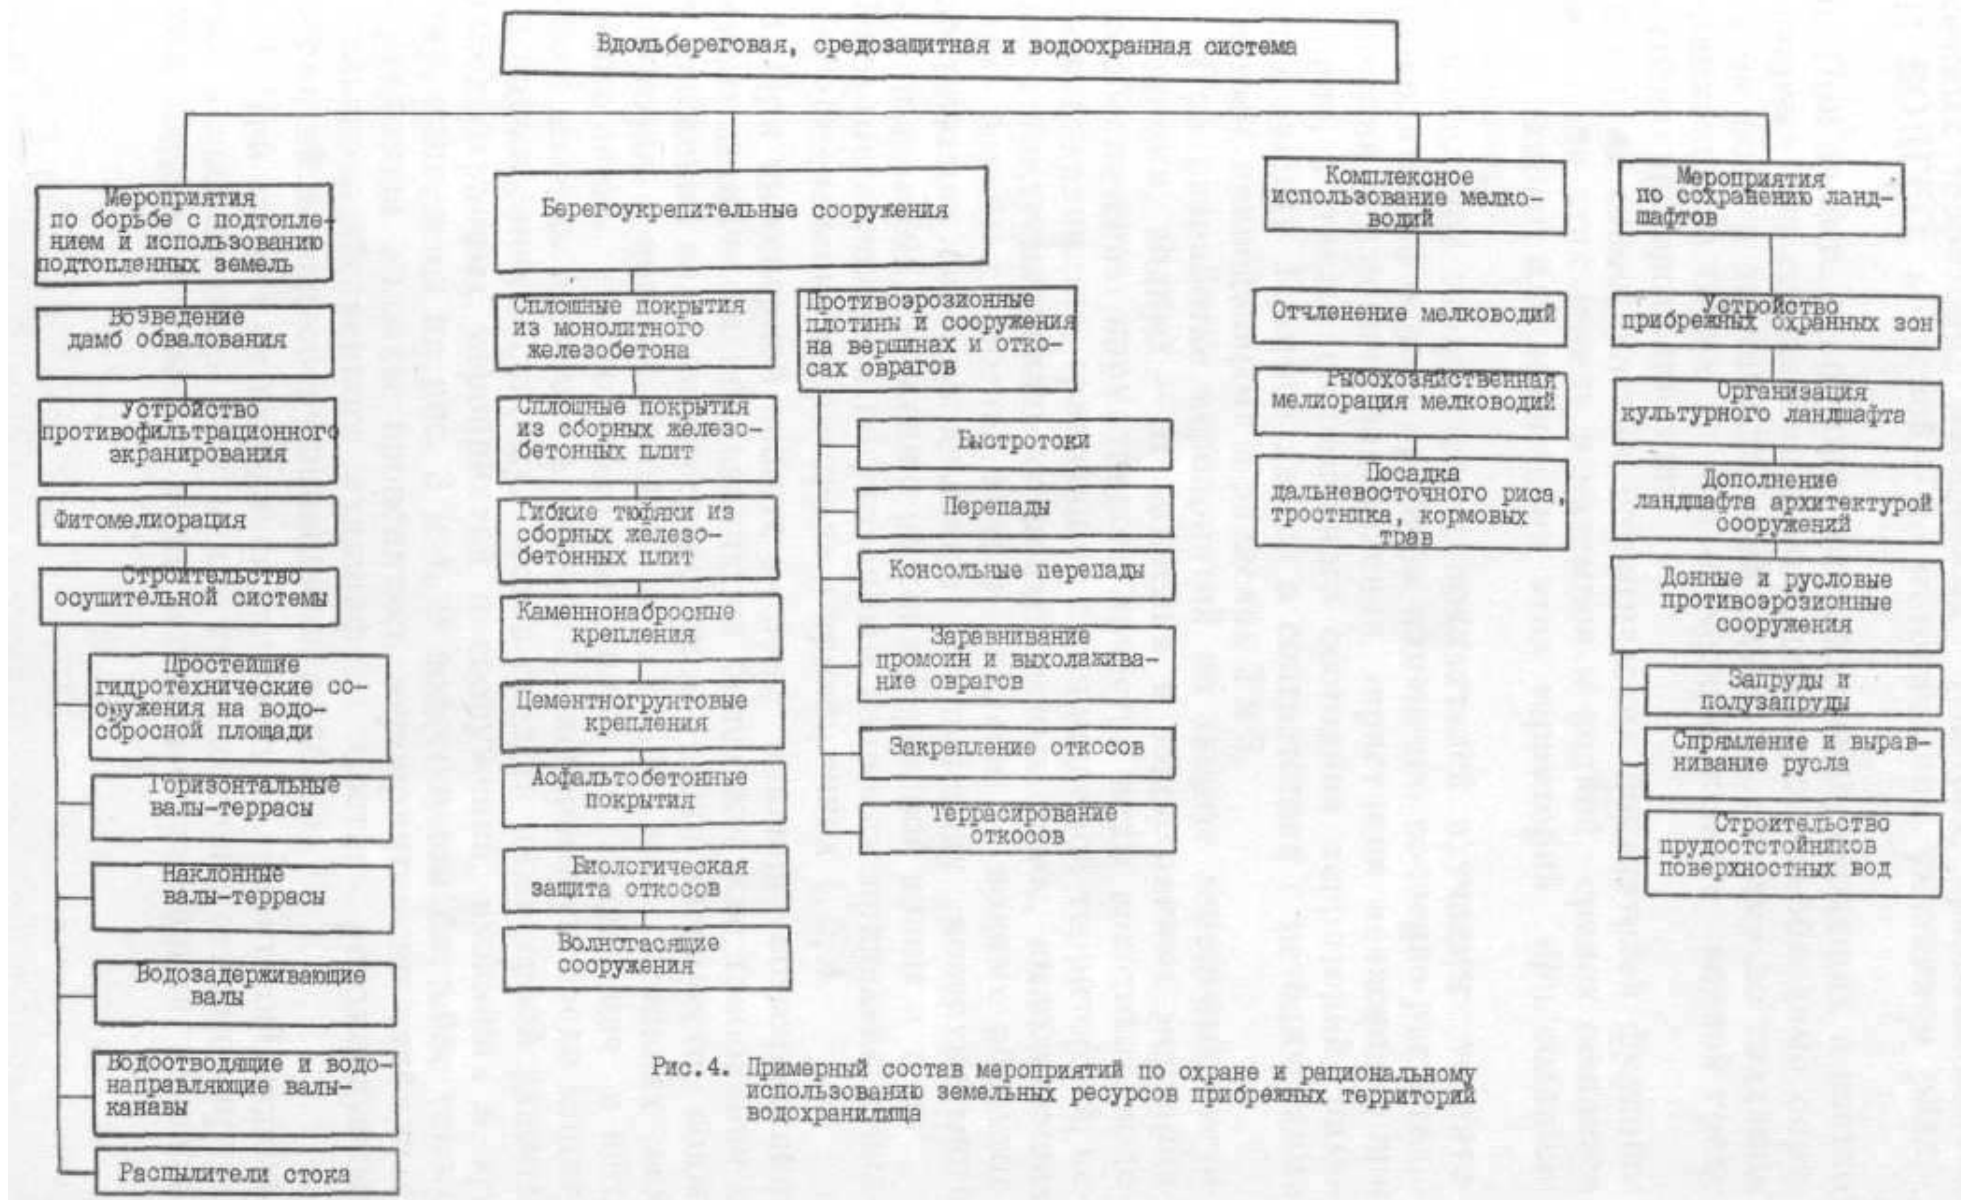 Вдольбереговая, средозащитная и водоохранная система
Мероприятия
по борьбе с подтопле-
нием и использованию
подтопленных земель
Возведение
дамб обвалования
Устройство
противофильтрационного
экранирования
Фитомелиорация
Строительство
осушительной системы
Простейшие
гидротехнические со-
оружения на водо-
сбросной площади
Горизонтальные
валы-террасы
Наклонные
валы-террасы
Водозадерживающие
валы
Водоотводящие и водо-
направляющие валы-
канавы
Распылители стока
Берегоукрепительные сооружения
Сплошные покрытия
из монолитного
железобетона
Сплошные покрытия
из сборных железо-
бетонных плит
Гибкие тюфяки из
сборных железо-
бетонных плит
Каменнонабросные
крепления
Цементногрунтовые
крепления
Асфальтобетонные
покрытия
Биологическая
защита откосов
Волногасящие
сооружения
Противоэрозионные
плотины и сооружения
на вершинах и отко-
сах оврагов
Быстротоки
Перепады
Консольные перепады
Заравнивание
промоин и выхолажива-
ние оврагов
Закрепление откосов
Террасирование
откосов
Комплексное
использование мелко-
водий
Отчленение мелководий
Рыбохозяйственная
мелиорация мелководий
Посадка
дальневосточного риса,
тростника, кормовых
трав
Мероприятия
по сохранению ланд-
шафтов
Устройство
прибрежных охранных зон
Организация
культурного ландшафта
Дополнение
ландшафта архитектурой
сооружений
Донные и русловые
противоэрозионные
сооружения
Запруды и
полузапруды
Спрямление и вырав-
нивание русла
Строительство
прудоотстойников
поверхностных вод
Рис.4. Примерный состав мероприятий по охране и рациональному
использованию земельных ресурсов прибрежных территорий
водохранилища